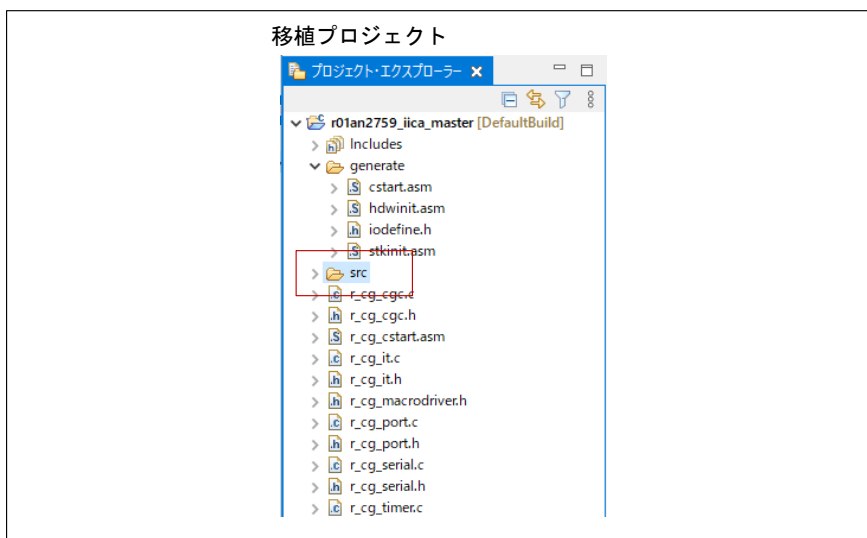 移植プロジェクト
プロジェクト・エクスプローラー
r01an2759_iica_master [DefaultBuild]
Includes
generate
cstart.asm
hdwinit.asm
iodefine.h
stkinit.asm
src
r_cg_cgc.c
r_cg_cgc.h
r_cg_cstart.asm
r_cg_it.c
r_cg_it.h
r_cg_macrodriver.h
r_cg_port.c
r_cg_port.h
r_cg_serial.c
r_cg_serial.h
r_cg_timer.c